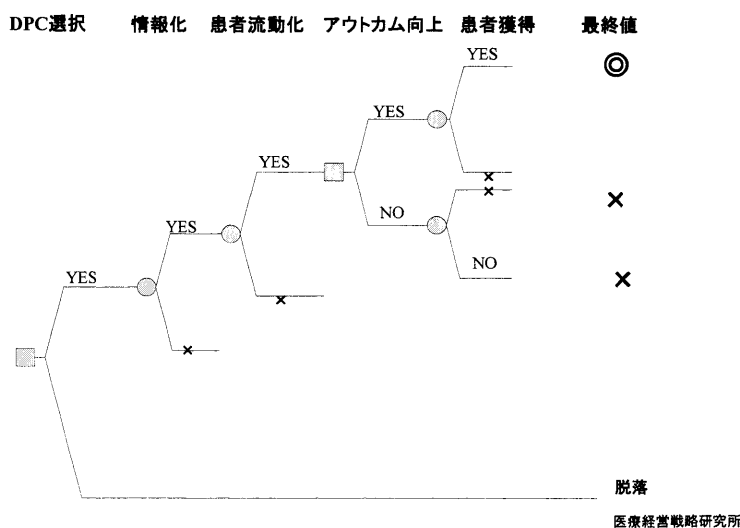 DPC選択 情報化 患者流動化 アウトカム向上 患者獲得 最終値
YES
◎
YES
YES
×
×
×
NO
YES
NO
×
YES
×
×
脱落
医療経営戦略研究所